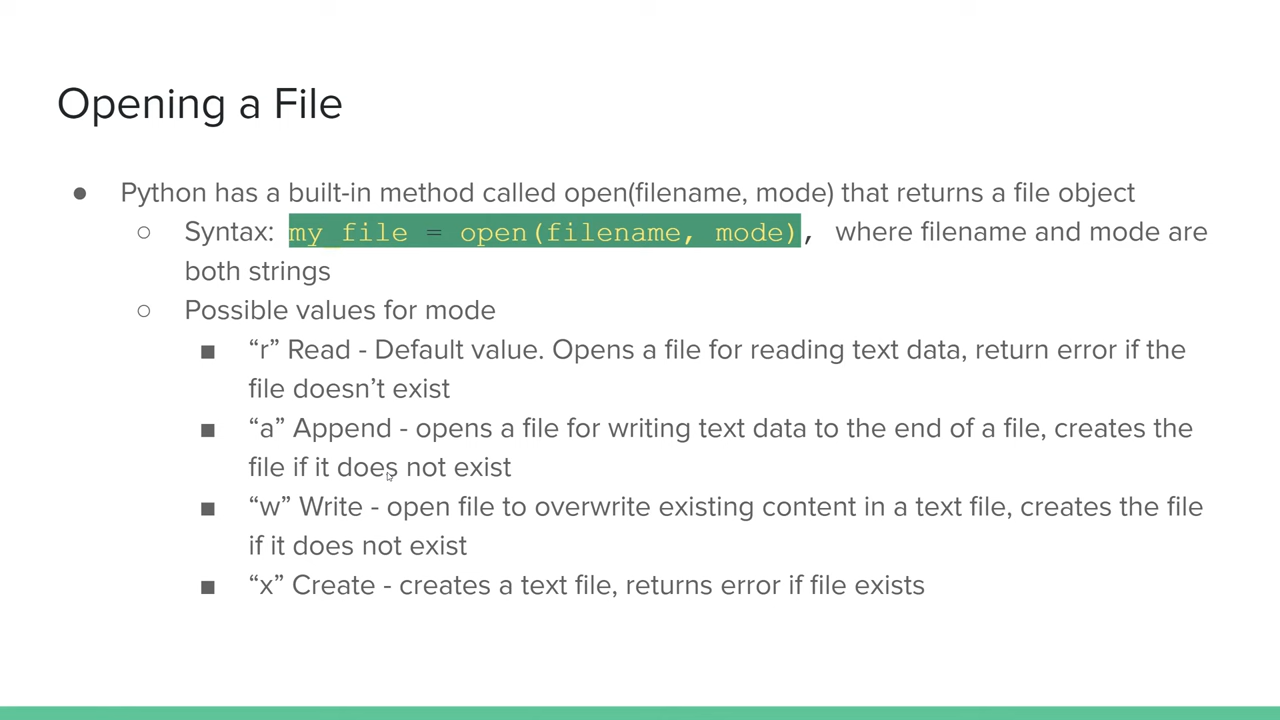 Opening a File
● Python has a built-in method called open(filename, mode) that returns a file object
○ Syntax: my_file = open(filename, mode), where filename and mode are
both strings
○ Possible values for mode
■ “r” Read - Default value. Opens a file for reading text data, return error if the
file doesn’t exist
■ “a” Append - opens a file for writing text data to the end of a file, creates the
file if it does not exist
■ “w” Write - open file to overwrite existing content in a text file, creates the file
if it does not exist
■ “x” Create - creates a text file, returns error if file exists